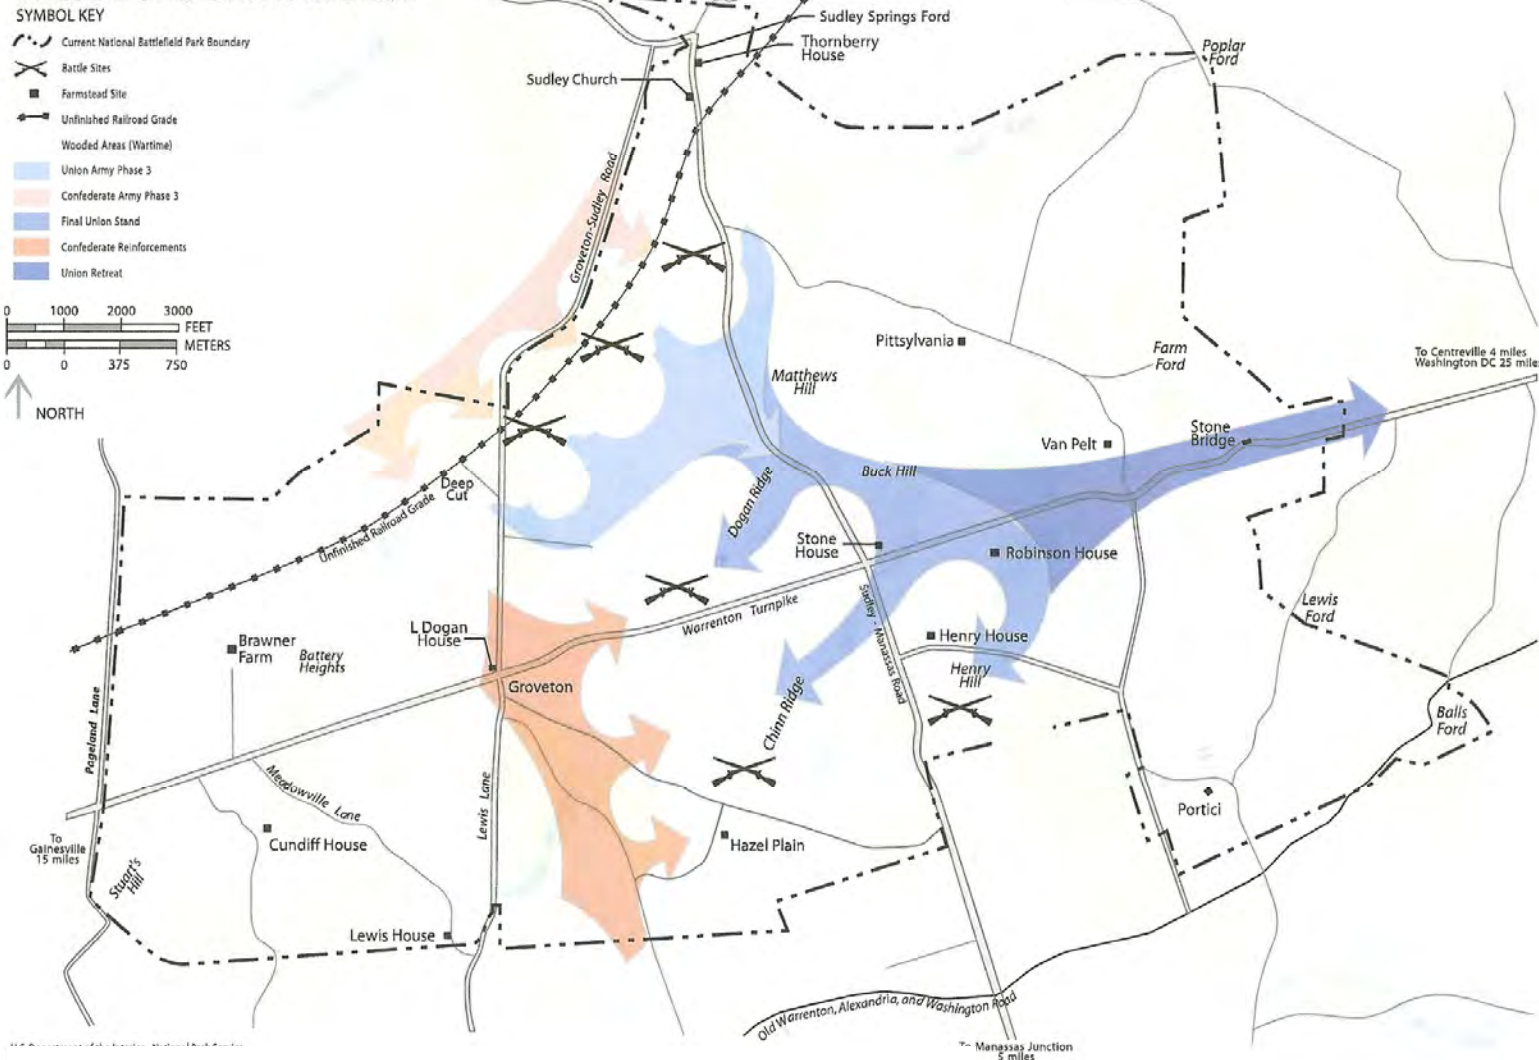 SYMBOL KEY
Current National Battlefield Park Boundary
Battle Sites
Farmstead Site
Unfinished Railroad Grade
Wooded Areas (Wartime)
Union Army Phase 3
Confederate Army Phase 3
Final Union Stand
Confederate Reinforcements
Union Retreat
0 1000 2000 3000
FEET
METERS
0 0 375 750
NORTH
Sudley Springs Ford
Thornberry
House
Sudley Church
Poplar
Ford
Groveton-Sudley Road
Pittsylvania
Matthews
Hill
Farm
Ford
To Centreville 4 miles
Washington DC 25 mile
Stone
Bridge
Van Pelt
Buck Hill
Deep
Cut
Unfinished Railroad Grade
Dogan Ridge
Stone
House
Robinson House
Warrenton Turnpike
Sudley - Manassas Road
Lewis
Ford
L Dogan
House
Brawner
Farm
Battery
Heights
Henry House
Henry
Hill
Groveton
Chinn Ridge
Balls
Ford
Pageland Lane
Meadowville Lane
Lewis Lane
Portici
To
Gainesville
15 miles
Cundiff House
Hazel Plain
Stuart's
Hill
Lewis House
Old Warrenton, Alexandria, and Washington Road
To Manassas Junction
5 miles